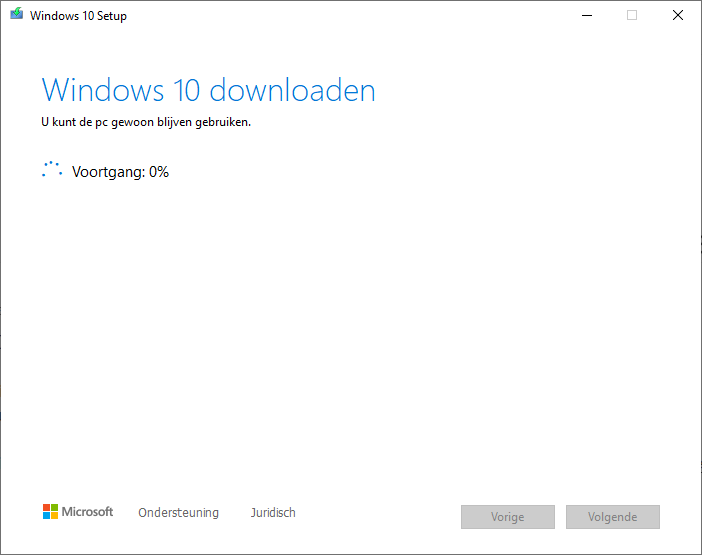 Windows 10 Setup
Windows 10 downloaden
U kunt de pc gewoon blijven gebruiken.
Voortgang: 0%
Microsoft Ondersteuning Juridisch Vorige Volgende